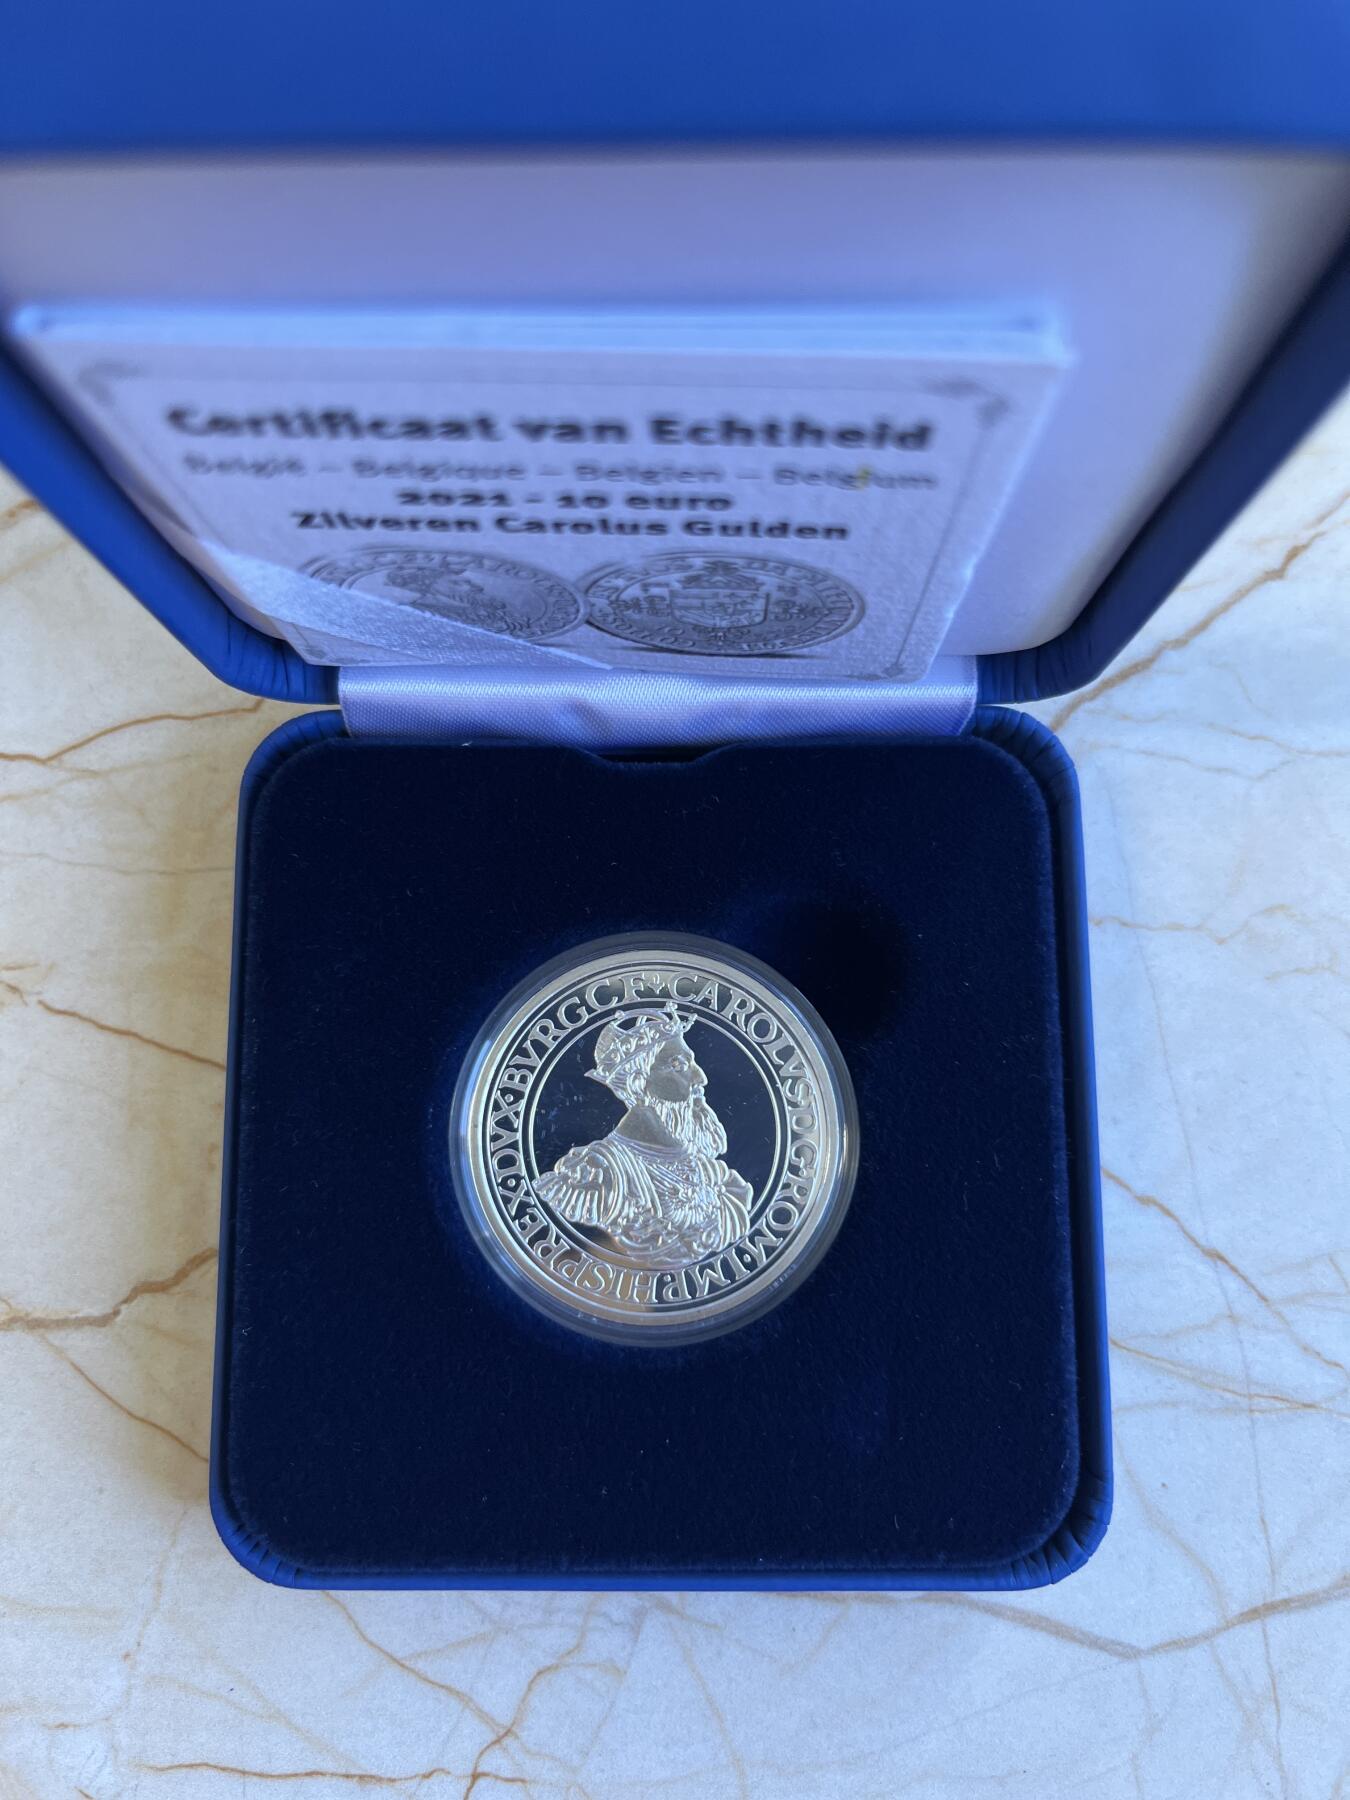 Certificaat van Echtheid
België – Belgique – Belgien – Belgium
2021 - 10 euro
Zilveren Carolus Gulden
CAROLVS·D·G·ROM·IMP·HISP·REX·DVX·BVRG·C·F